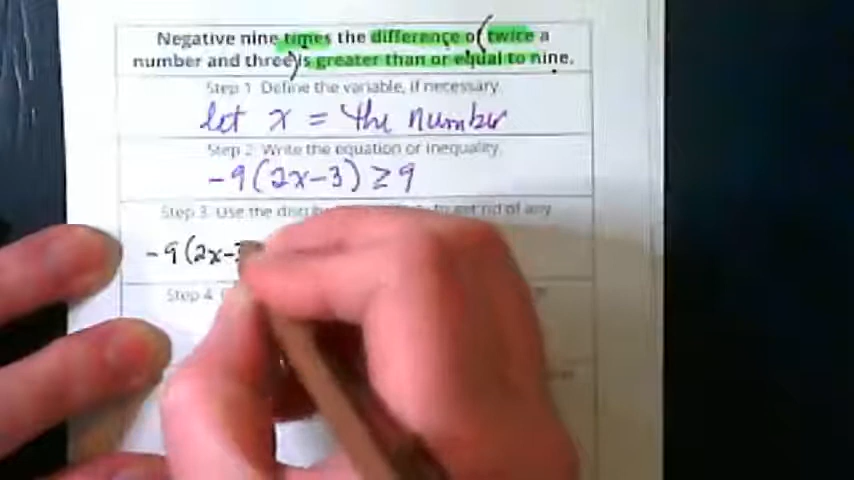 Negative nine times the difference of (twice a
number and three) is greater than or equal to nine.
Step 1: Define the variable, if necessary.
let x = the number
Step 2: Write the equation or inequality.
-9(2x-3) ≥ 9
Step 3: Use the get rid of any
-9(2x-3
Step 4: